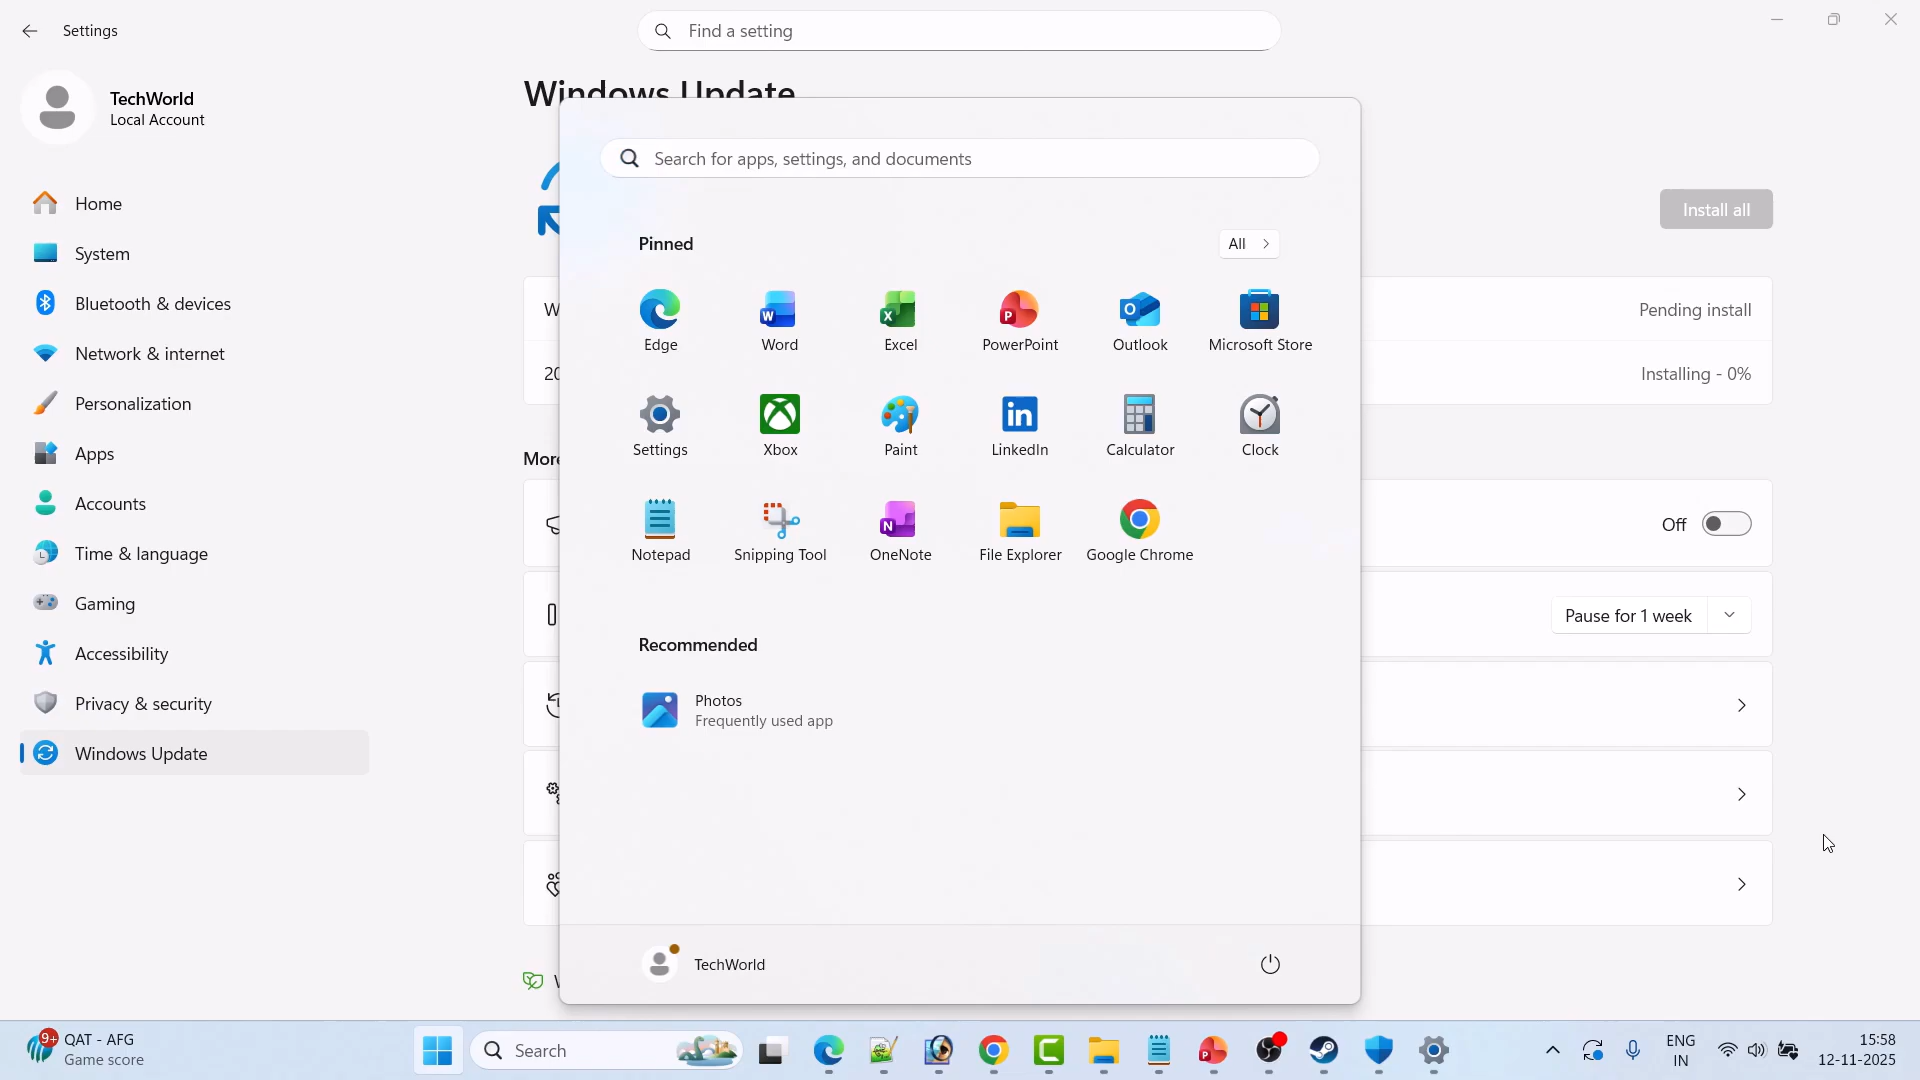 Settings
Find a setting
TechWorld
Local Account
Home
System
Bluetooth & devices
Network & internet
Personalization
Apps
Accounts
Time & language
Gaming
Accessibility
Privacy & security
Windows Update
Windows Update
Install all
Pending install
Installing - 0%
Off
Pause for 1 week
Search for apps, settings, and documents
Pinned
All
Edge
Word
Excel
PowerPoint
Outlook
Microsoft Store
Settings
Xbox
Paint
LinkedIn
Calculator
Clock
Notepad
Snipping Tool
OneNote
File Explorer
Google Chrome
Recommended
Photos
Frequently used app
TechWorld
9+
QAT - AFG
Game score
Search
ENG
IN
15:58
12-11-2025